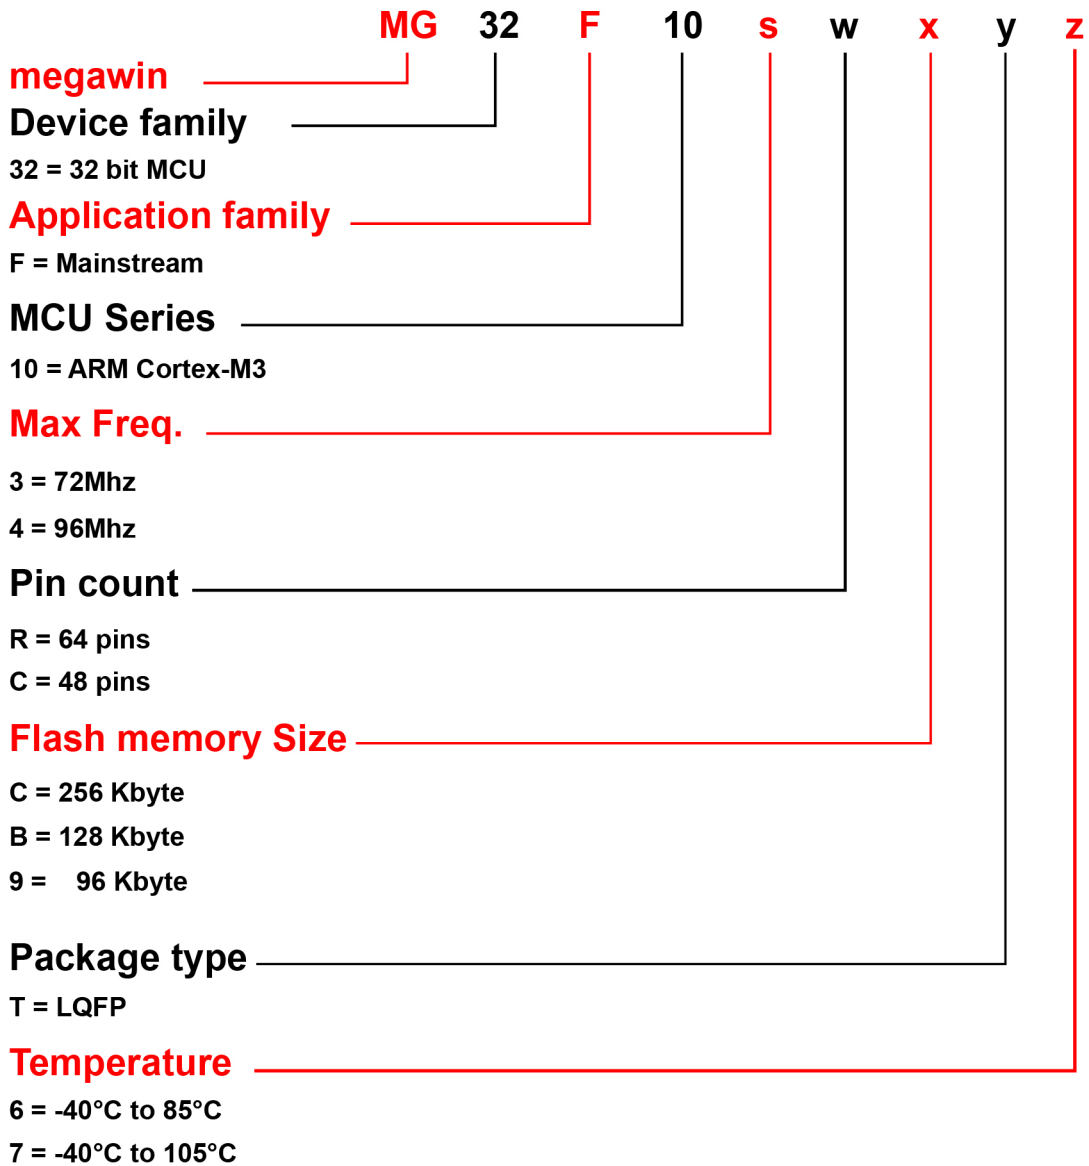 MG 32 F 10 s w x y z
megawin
Device family
32 = 32 bit MCU
Application family
F = Mainstream
MCU Series
10 = ARM Cortex-M3
Max Freq.
3 = 72Mhz
4 = 96Mhz
Pin count
R = 64 pins
C = 48 pins
Flash memory Size
C = 256 Kbyte
B = 128 Kbyte
9 = 96 Kbyte
Package type
T = LQFP
Temperature
6 = -40°C to 85°C
7 = -40°C to 105°C